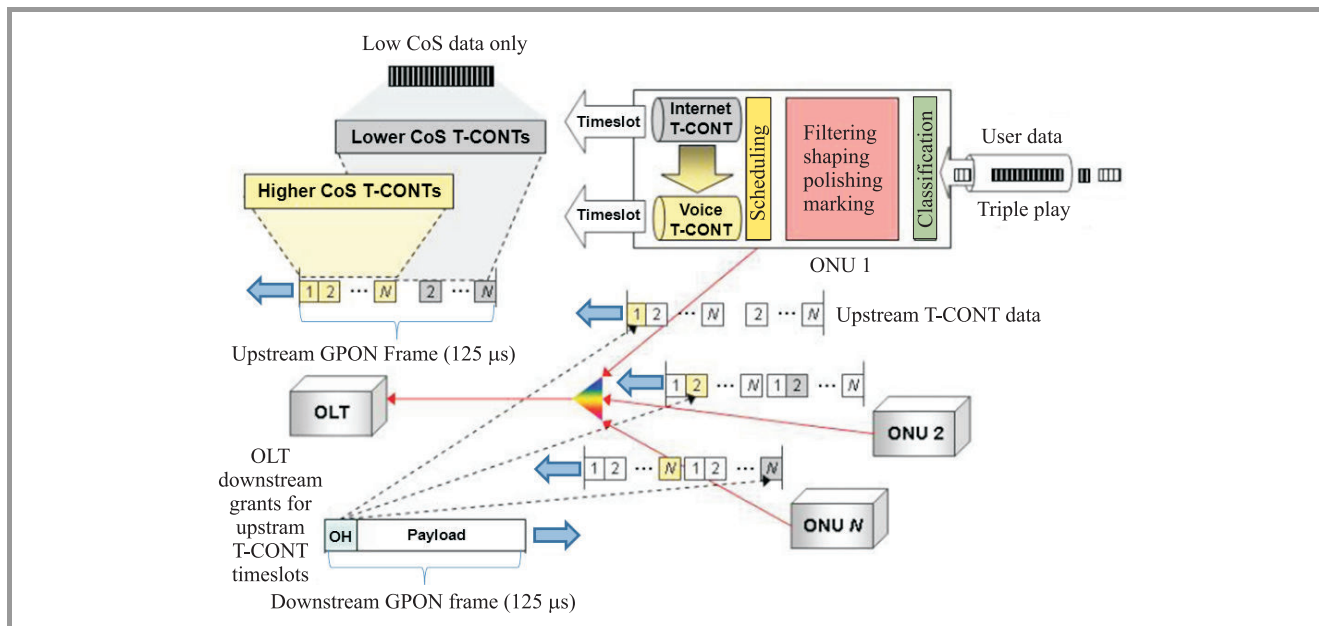 Low CoS data only
Lower CoS T-CONTs
Higher CoS T-CONTs
1 2 ··· N 2 ··· N
Upstream GPON Frame (125 μs)
Timeslot
Timeslot
Internet
T-CONT
Voice
T-CONT
Scheduling
Filtering
shaping
polishing
marking
Classification
User data
Triple play
ONU 1
1 2 ··· N 2 ··· N
Upstream T-CONT data
1 2 ··· N 1 2 ··· N
OLT
ONU 2
1 2 ··· N 1 2 ··· N
ONU N
OLT
downstream
grants for
upstram
T-CONT
timeslots
OH
Payload
Downstream GPON frame (125 μs)